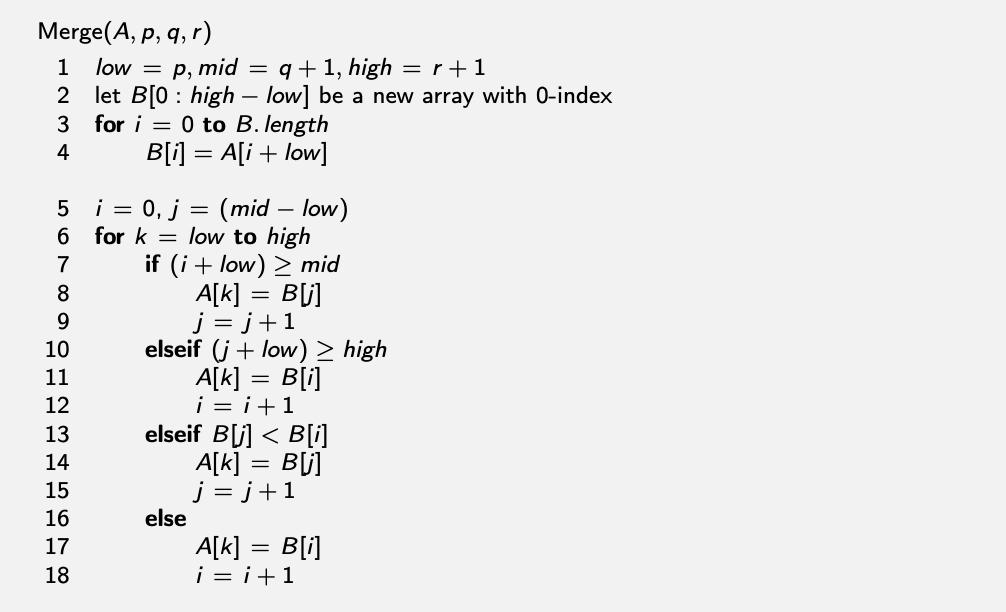 Merge(A, p, q, r)
1 low = p, mid = q + 1, high = r + 1
2 let B[0 : high − low] be a new array with 0-index
3 for i = 0 to B.length
4 B[i] = A[i + low]
5 i = 0, j = (mid − low)
6 for k = low to high
7 if (i + low) ≥ mid
8 A[k] = B[j]
9 j = j + 1
10 elseif (j + low) ≥ high
11 A[k] = B[i]
12 i = i + 1
13 elseif B[j] < B[i]
14 A[k] = B[j]
15 j = j + 1
16 else
17 A[k] = B[i]
18 i = i + 1